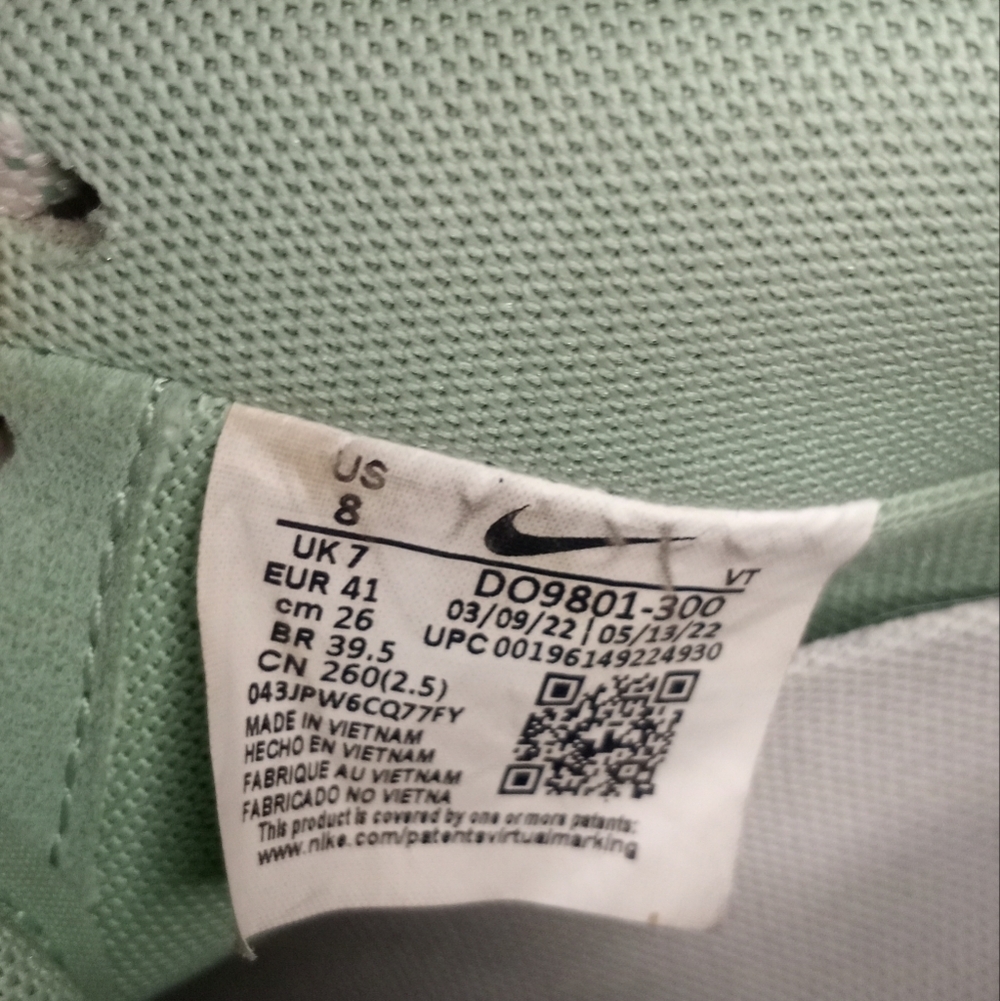 US
8
VT
UK 7
EUR 41
cm 26
BR 39.5
CN 260(2.5)
DO9801-300
03/09/22 | 05/13/22
UPC 00196149224930
043JPW6CQ77FY
MADE IN VIETNAM
HECHO EN VIETNAM
FABRIQUE AU VIETNAM
FABRICADO NO VIETNA
This product is covered by one or more patents:
www.nike.com/patentsvirtualmarking